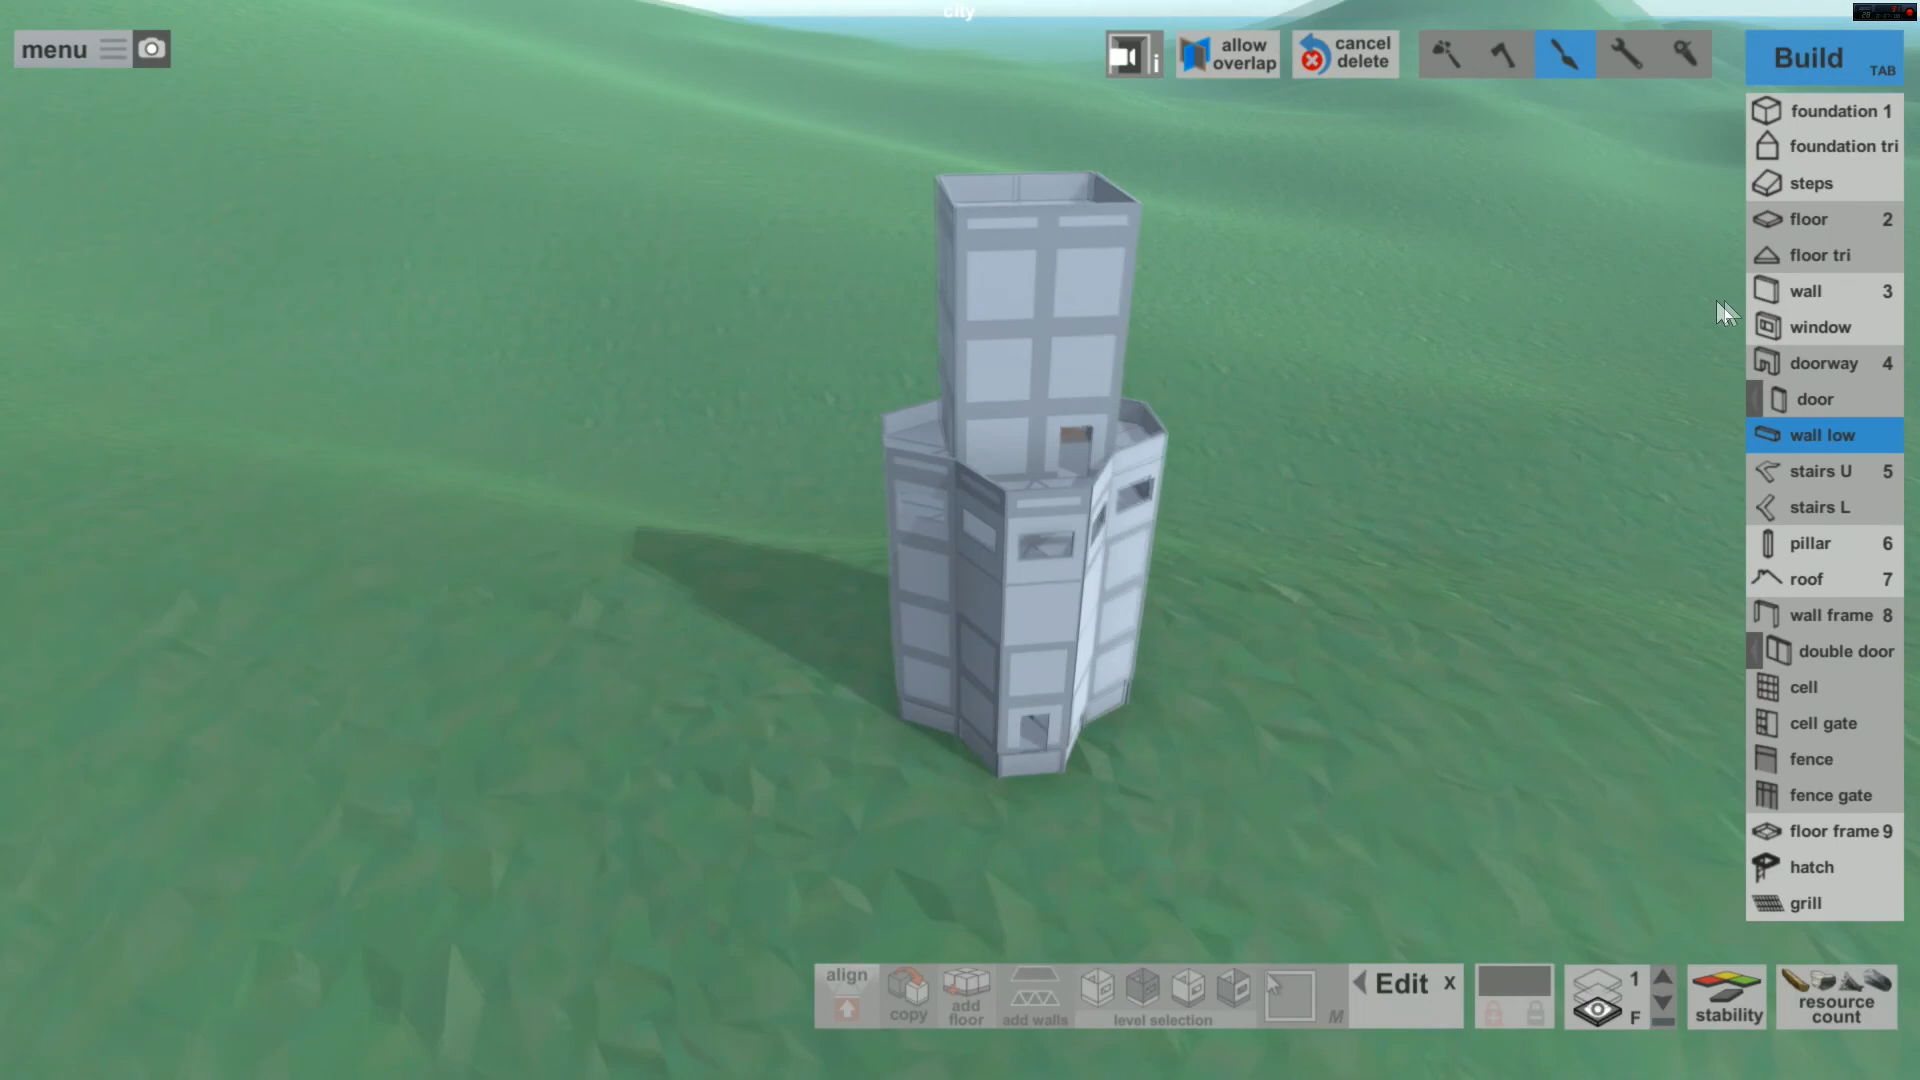 city
menu
i
allow
overlap
cancel
delete
Build
TAB
foundation 1
foundation tri
steps
floor 2
floor tri
wall 3
window
doorway 4
door
wall low
stairs U 5
stairs L
pillar 6
roof 7
wall frame 8
double door
cell
cell gate
fence
fence gate
floor frame 9
hatch
grill
align
copy
add
floor
add walls
level selection
M
Edit x
1
F
stability
resource
count